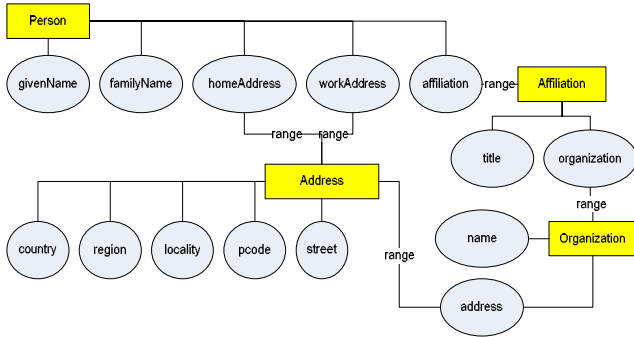 Person
givenName
familyName
homeAddress
workAddress
affiliation
range
Affiliation
range
range
title
organization
Address
range
country
region
locality
pcode
street
range
name
Organization
address